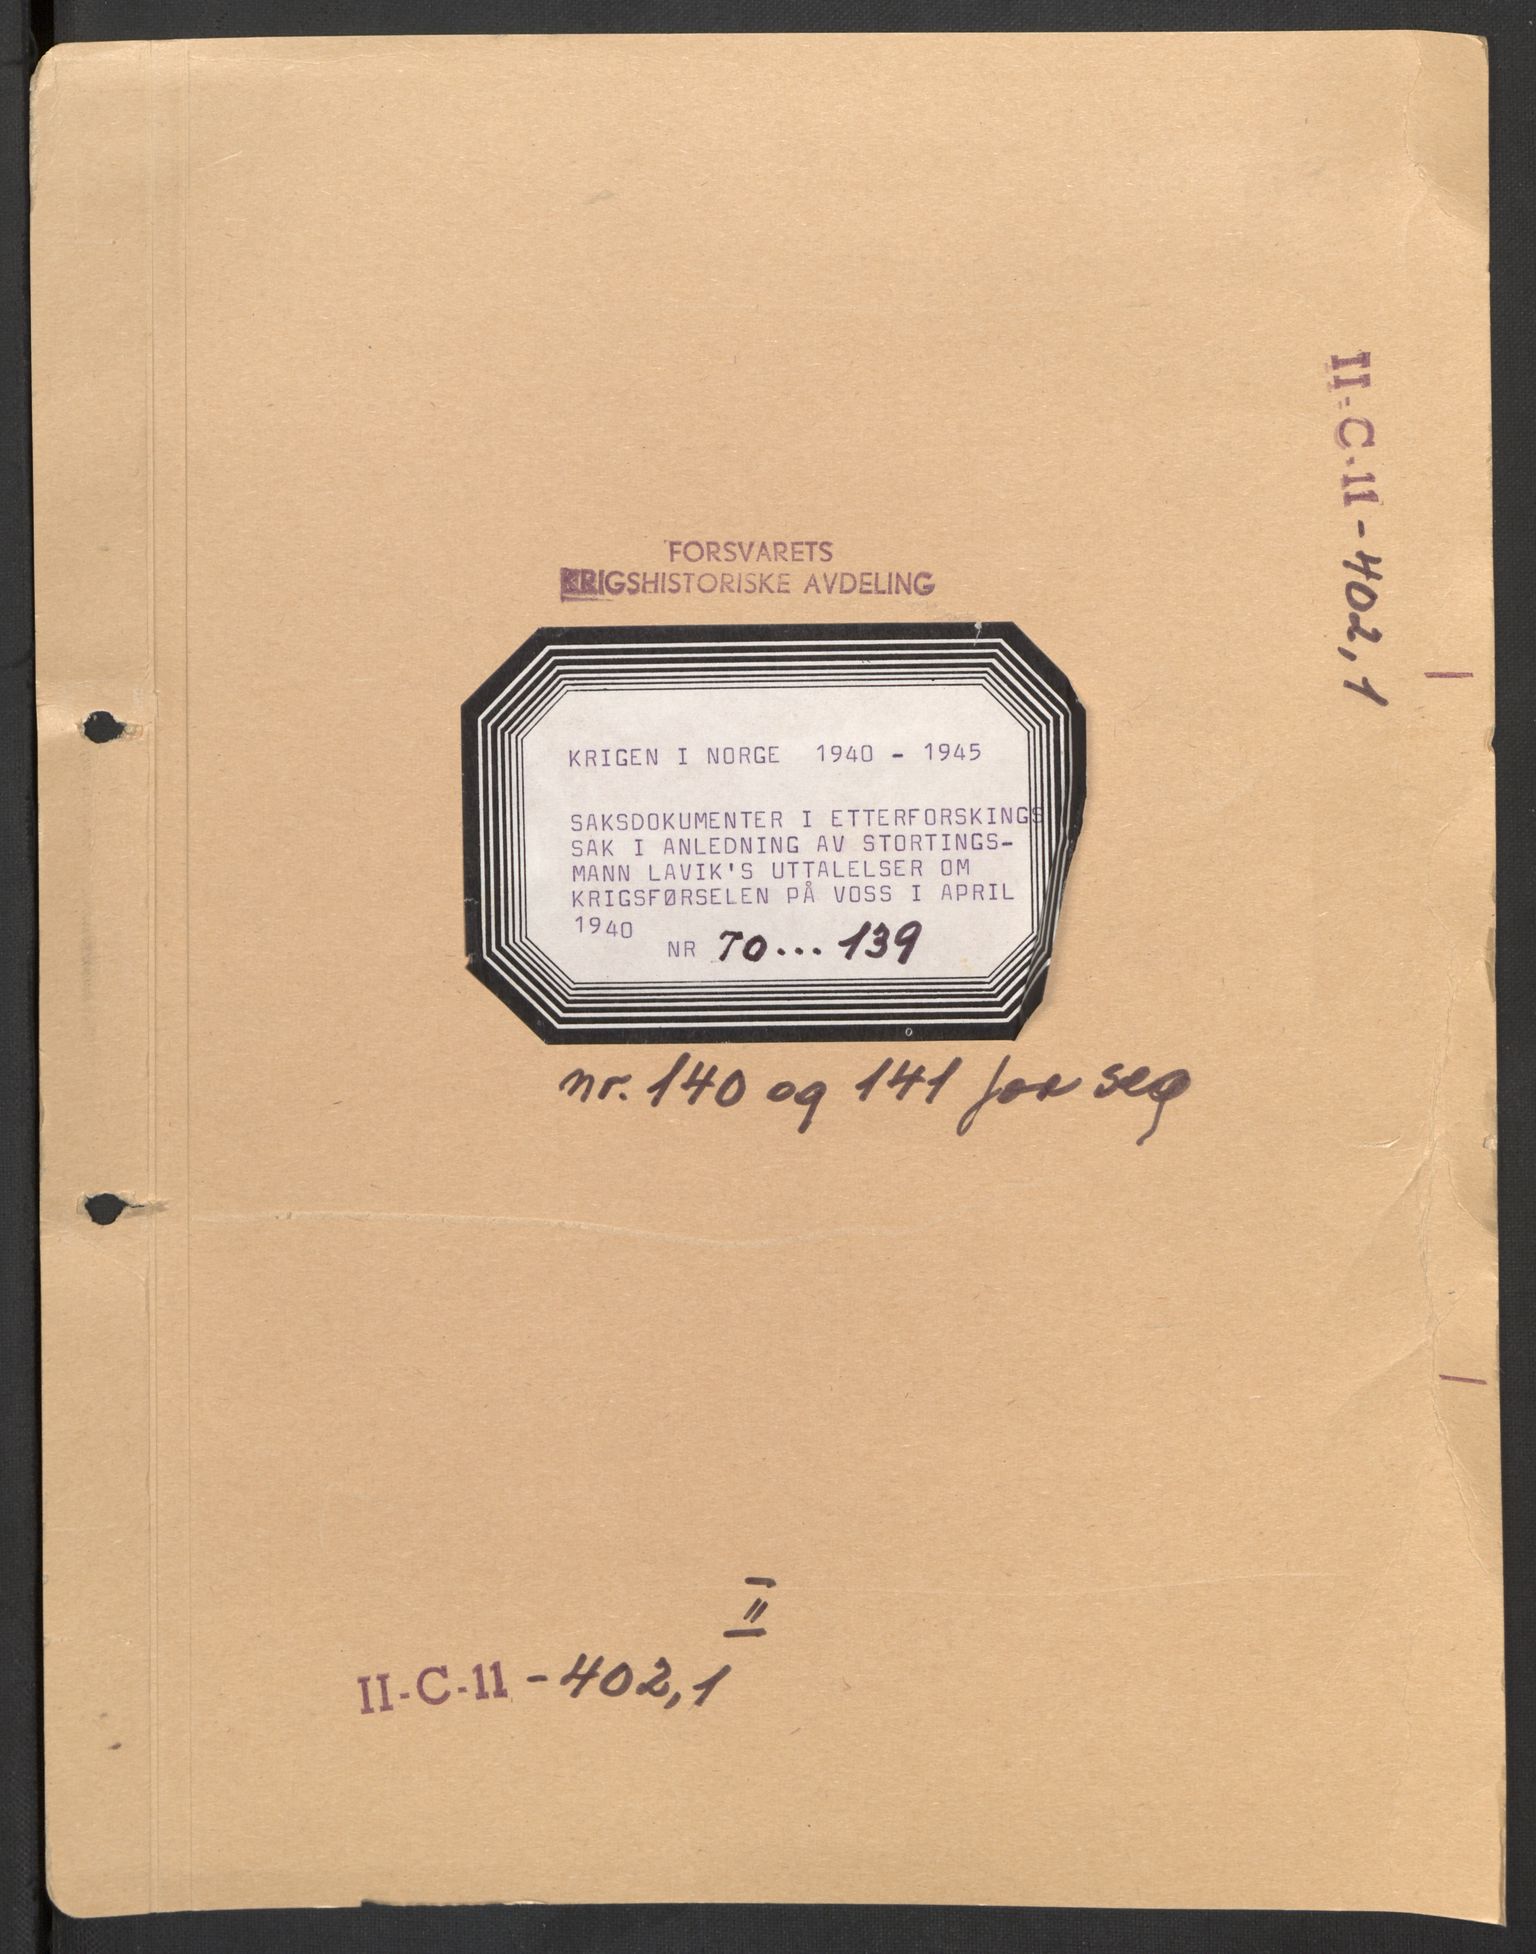 II-C-11-402,1
FORSVARETS
KRIGSHISTORISKE AVDELING
KRIGEN I NORGE 1940 - 1945
SAKSDOKUMENTER I ETTERFORSKINGS
SAK I ANLEDNING AV STORTINGS-
MANN LAVIK'S UTTALELSER OM
KRIGSFØRSELEN PÅ VOSS I APRIL
1940
NR 70... 139
nr. 140 og 141 for seg
II
II-C-11-402,1